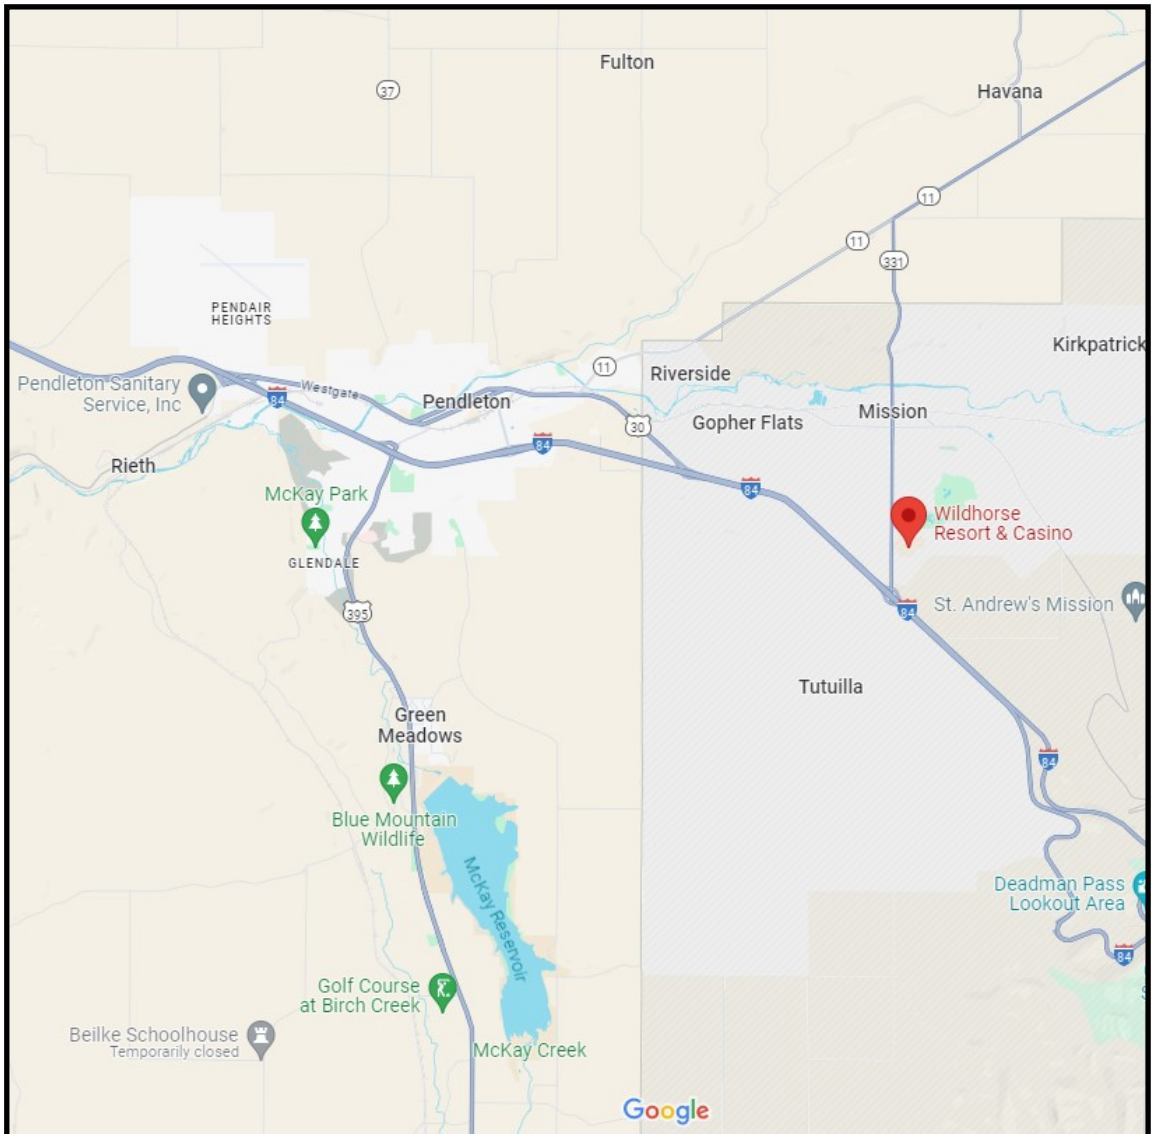 Fulton
37
Havana
11
11
331
PENDAIR
HEIGHTS
Kirkpatrick
11
Riverside
Pendleton Sanitary
Service, Inc
84
Westgate
Pendleton
30
Gopher Flats
Mission
84
Rieth
84
McKay Park
Wildhorse
Resort & Casino
GLENDALE
395
84
St. Andrew's Mission
Tutuilla
Green
Meadows
84
Blue Mountain
Wildlife
McKay Reservoir
Deadman Pass
Lookout Area
84
Golf Course
at Birch Creek
S
Beilke Schoolhouse
Temporarily closed
McKay Creek
Google